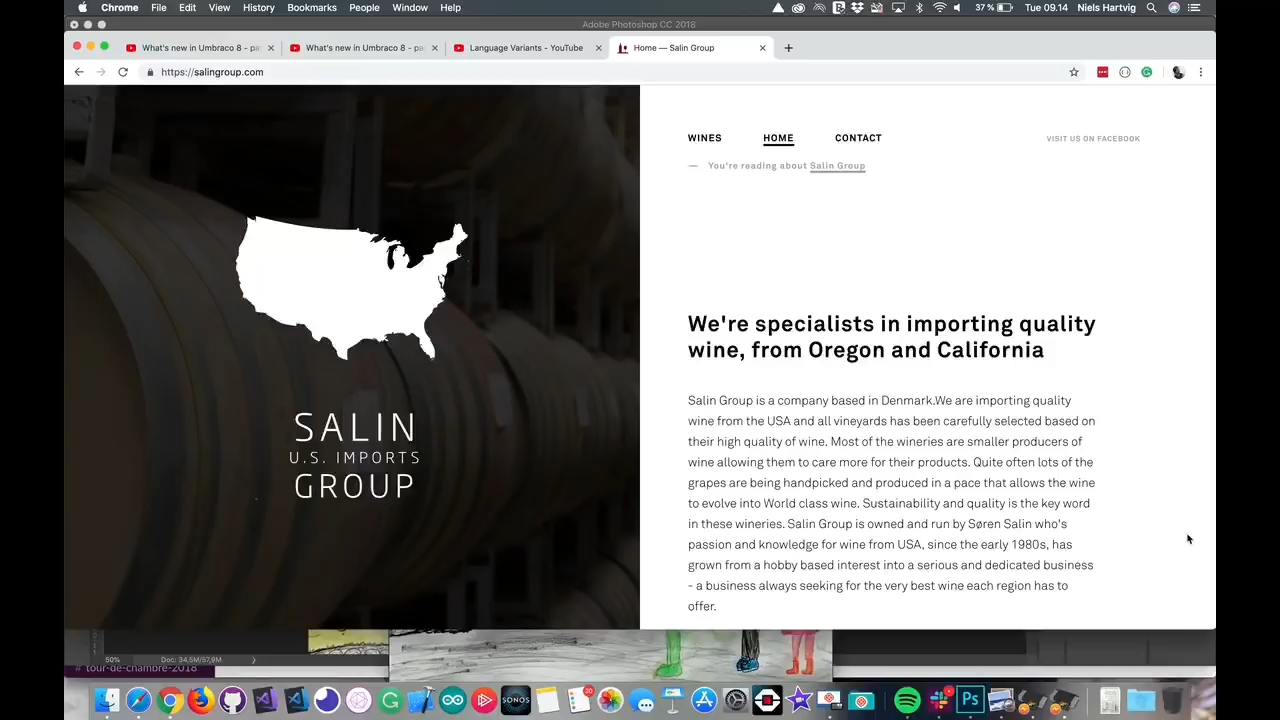 Chrome File Edit View History Bookmarks People Window Help 37 % Tue 09.14 Niels Hartvig
Adobe Photoshop CC 2018
What's new in Umbraco 8 - pa What's new in Umbraco 8 - pa Language Variants - YouTube Home — Salin Group
https://salingroup.com
WINES HOME CONTACT VISIT US ON FACEBOOK
— You're reading about Salin Group
We're specialists in importing quality
wine, from Oregon and California
SALIN
U.S. IMPORTS
GROUP
Salin Group is a company based in Denmark.We are importing quality
wine from the USA and all vineyards has been carefully selected based on
their high quality of wine. Most of the wineries are smaller producers of
wine allowing them to care more for their products. Quite often lots of the
grapes are being handpicked and produced in a pace that allows the wine
to evolve into World class wine. Sustainability and quality is the key word
in these wineries. Salin Group is owned and run by Søren Salin who's
passion and knowledge for wine from USA, since the early 1980s, has
grown from a hobby based interest into a serious and dedicated business
- a business always seeking for the very best wine each region has to
offer.
50% Doc: 34,5M/57,9M
# tour-de-chambre-2018
SONOS 20 Ps